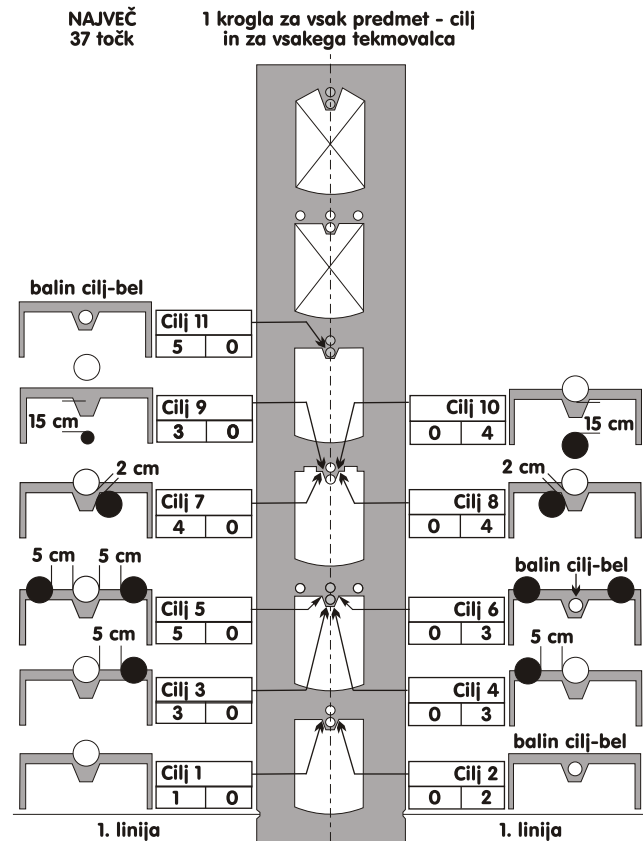 NAJVEČ
37 točk
1 krogla za vsak predmet - cilj
in za vsakega tekmovalca
balin cilj-bel
Cilj 11
5 0
15 cm
Cilj 9
3 0
Cilj 10
0 4
15 cm
2 cm
Cilj 7
4 0
2 cm
Cilj 8
0 4
5 cm 5 cm
Cilj 5
5 0
balin cilj-bel
Cilj 6
0 3
5 cm
Cilj 3
3 0
5 cm
Cilj 4
0 3
Cilj 1
1 0
balin cilj-bel
Cilj 2
0 2
1. linija
1. linija